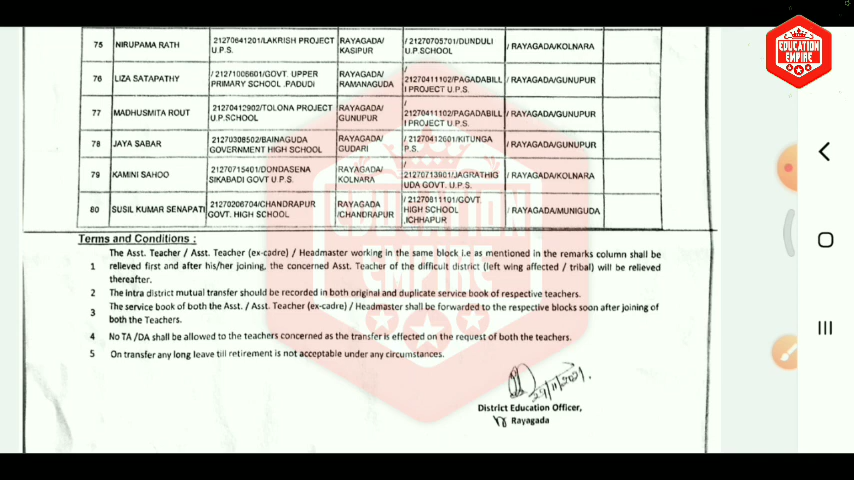 75 NIRUPAMA RATH 21270641201/LAKRISH PROJECT U.P.S. RAYAGADA/ KASIPUR / 21270705701/DUNDULI U.P.SCHOOL / RAYAGADA/KOLNARA
76 LIZA SATAPATHY / 21271006601/GOVT. UPPER PRIMARY SCHOOL .PADUDI RAYAGADA/ RAMANAGUDA / 21270411102/PAGADABILL I PROJECT U.P.S. / RAYAGADA/GUNUPUR
77 MADHUSMITA ROUT 21270412902/TOLONA PROJECT U.P.SCHOOL RAYAGADA/ GUNUPUR / 21270411102/PAGADABILL I PROJECT U.P.S. / RAYAGADA/GUNUPUR
78 JAYA SABAR 21270308502/BAINAGUDA GOVERNMENT HIGH SCHOOL RAYAGADA/ GUDARI / 21270412601/KITUNGA P.S. / RAYAGADA/GUNUPUR
79 KAMINI SAHOO 21270715401/DUNDASENA SIKABADI GOVT U.P.S. RAYAGADA/ KOLNARA / 21270713901/JAGRATHIG UDA GOVT. U.P.S. / RAYAGADA/KOLNARA
80 SUSIL KUMAR SENAPATI 21270206704/CHANDRAPUR GOVT. HIGH SCHOOL RAYAGADA /CHANDRAPUR / 21270811101/GOVT. HIGH SCHOOL ,ICHHAPUR / RAYAGADA/MUNIGUDA
Terms and Conditions :
The Asst. Teacher / Asst. Teacher (ex-cadre) / Headmaster working in the same block i.e as mentioned in the remarks column shall be
1 relieved first and after his/her joining, the concerned Asst. Teacher of the difficult district (left wing affected / tribal) will be relieved
thereafter.
2 The intra district mutual transfer should be recorded in both original and duplicate service book of respective teachers.
3 The service book of both the Asst. / Asst. Teacher (ex-cadre) / Headmaster shall be forwarded to the respective blocks soon after joining of
both the Teachers.
4 No TA /DA shall be allowed to the teachers concerned as the transfer is effected on the request of both the teachers.
5 On transfer any long leave till retirement is not acceptable under any circumstances.
29/11/2021.
District Education Officer,
Rayagada
EDUCATION
EMPIRE
EDUCATION
EMPIRE